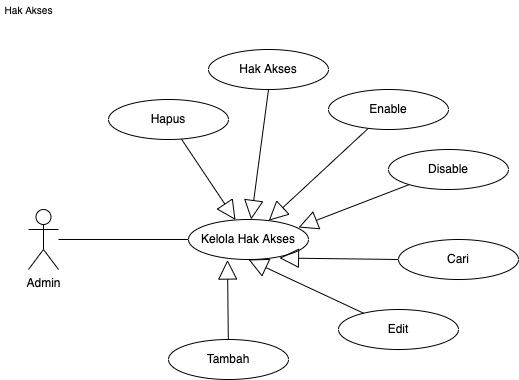 Hak Akses
Hak Akses
Enable
Hapus
Disable
Kelola Hak Akses
Cari
Admin
Edit
Tambah